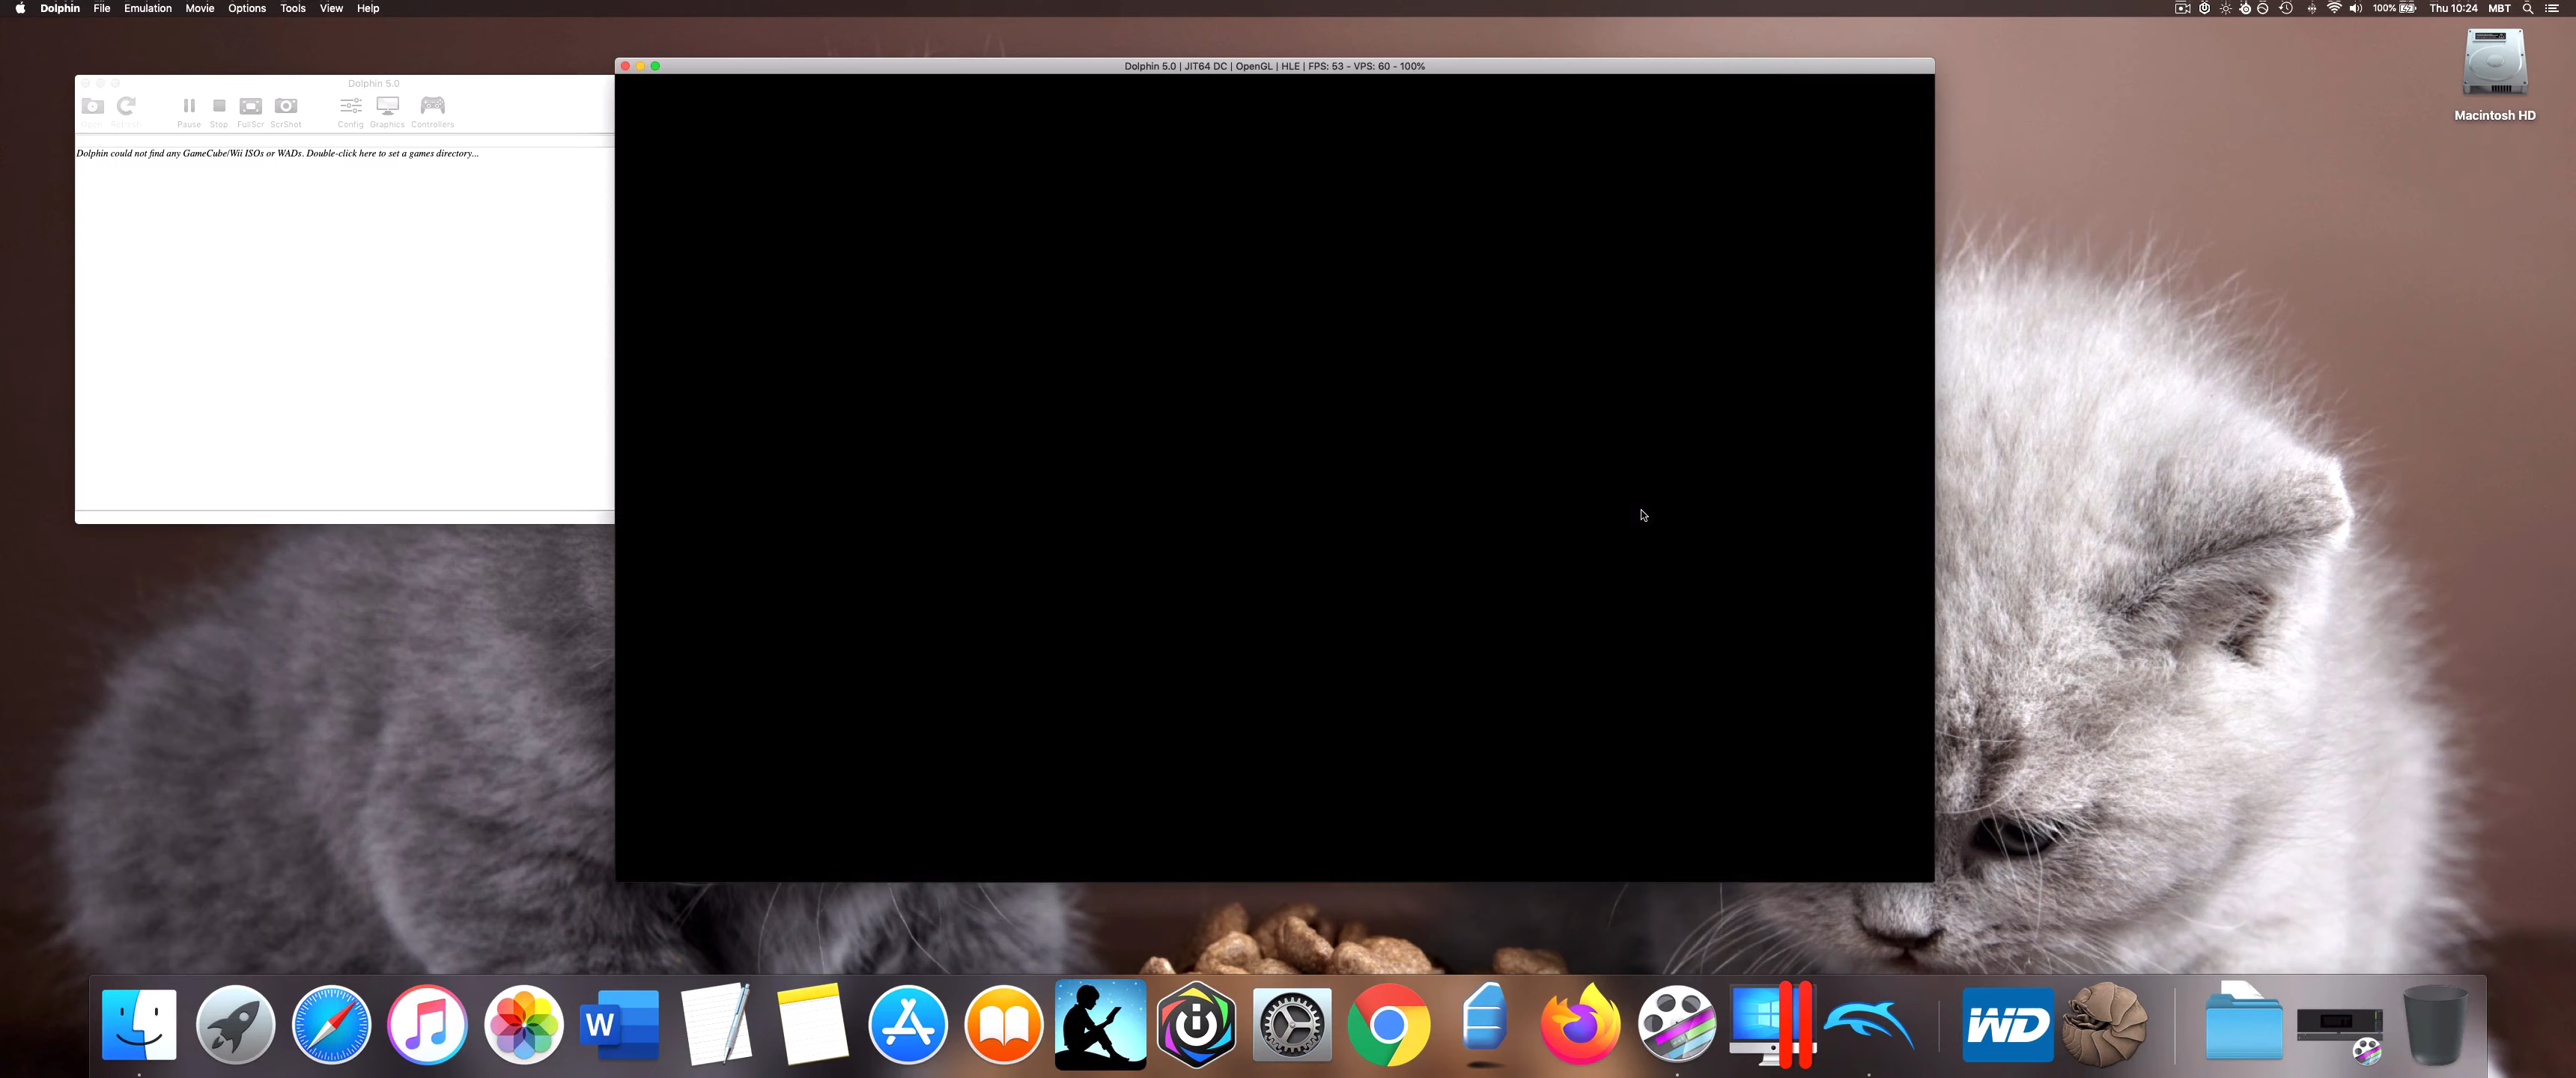 Dolphin File Emulation Movie Options Tools View Help
100% Thu 10:24 MBT
Dolphin 5.0 | JIT64 DC | OpenGL | HLE | FPS: 53 - VPS: 60 - 100%
Dolphin 5.0
Open Refresh Pause Stop FullScr ScrShot Config Graphics Controllers
Macintosh HD
Dolphin could not find any GameCube/Wii ISOs or WADs. Double-click here to set a games directory...
W
WD